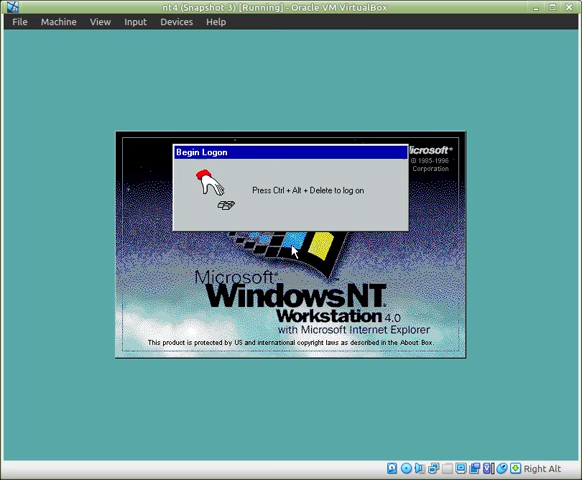 nt4 (Snapshot 3) [Running] - Oracle VM VirtualBox
File Machine View Input Devices Help
Begin Logon
Press Ctrl + Alt + Delete to log on
Microsoft
© 1985-1996
Corporation
Microsoft
Windows NT
Workstation 4.0
with Microsoft Internet Explorer
This product is protected by US and international copyright laws as described in the About Box.
Right Alt